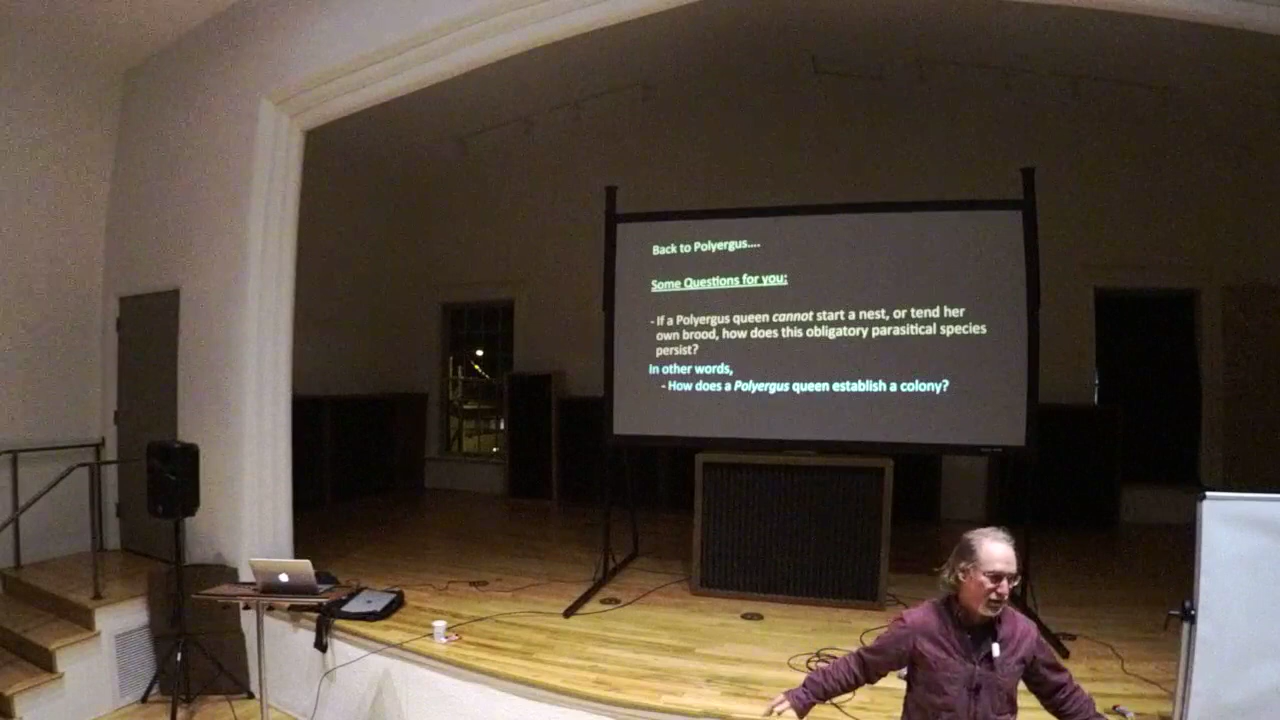 Back to Polyergus....
Some Questions for you:
- If a Polyergus queen cannot start a nest, or tend her
own brood, how does this obligatory parasitical species
persist?
In other words,
- How does a Polyergus queen establish a colony?